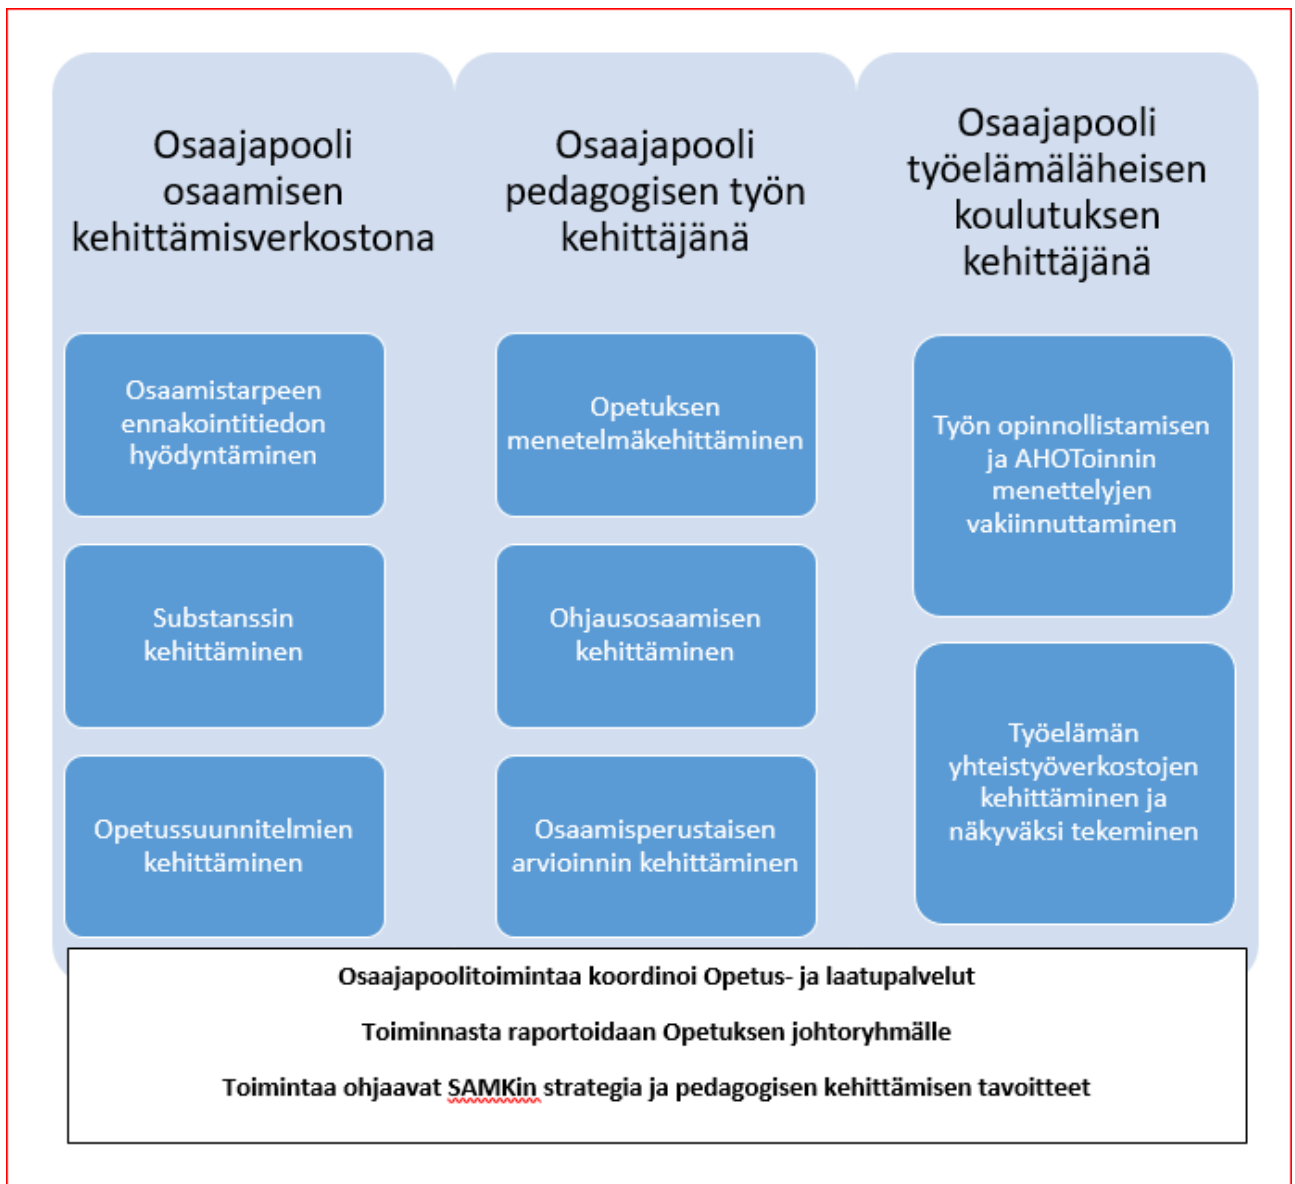 Osaajapooli
osaamisen
kehittämisverkostona
Osaamistarpeen
ennakointitiedon
hyödyntäminen
Substanssin
kehittäminen
Opetussuunnitelmien
kehittäminen
Osaajapooli
pedagogisen työn
kehittäjänä
Opetuksen
menetelmäkehittäminen
Ohjausosaamisen
kehittäminen
Osaamisperustaisen
arvioinnin kehittäminen
Osaajapooli
työelämäläheisen
koulutuksen
kehittäjänä
Työn opinnollistamisen
ja AHOToinnin
menettelyjen
vakiinnuttaminen
Työelämän
yhteistyöverkostojen
kehittäminen ja
näkyväksi tekeminen
Osaajapoolitoimintaa koordinoi Opetus- ja laatupalvelut
Toiminnasta raportoidaan Opetuksen johtoryhmälle
Toimintaa ohjaavat SAMKin strategia ja pedagogisen kehittämisen tavoitteet